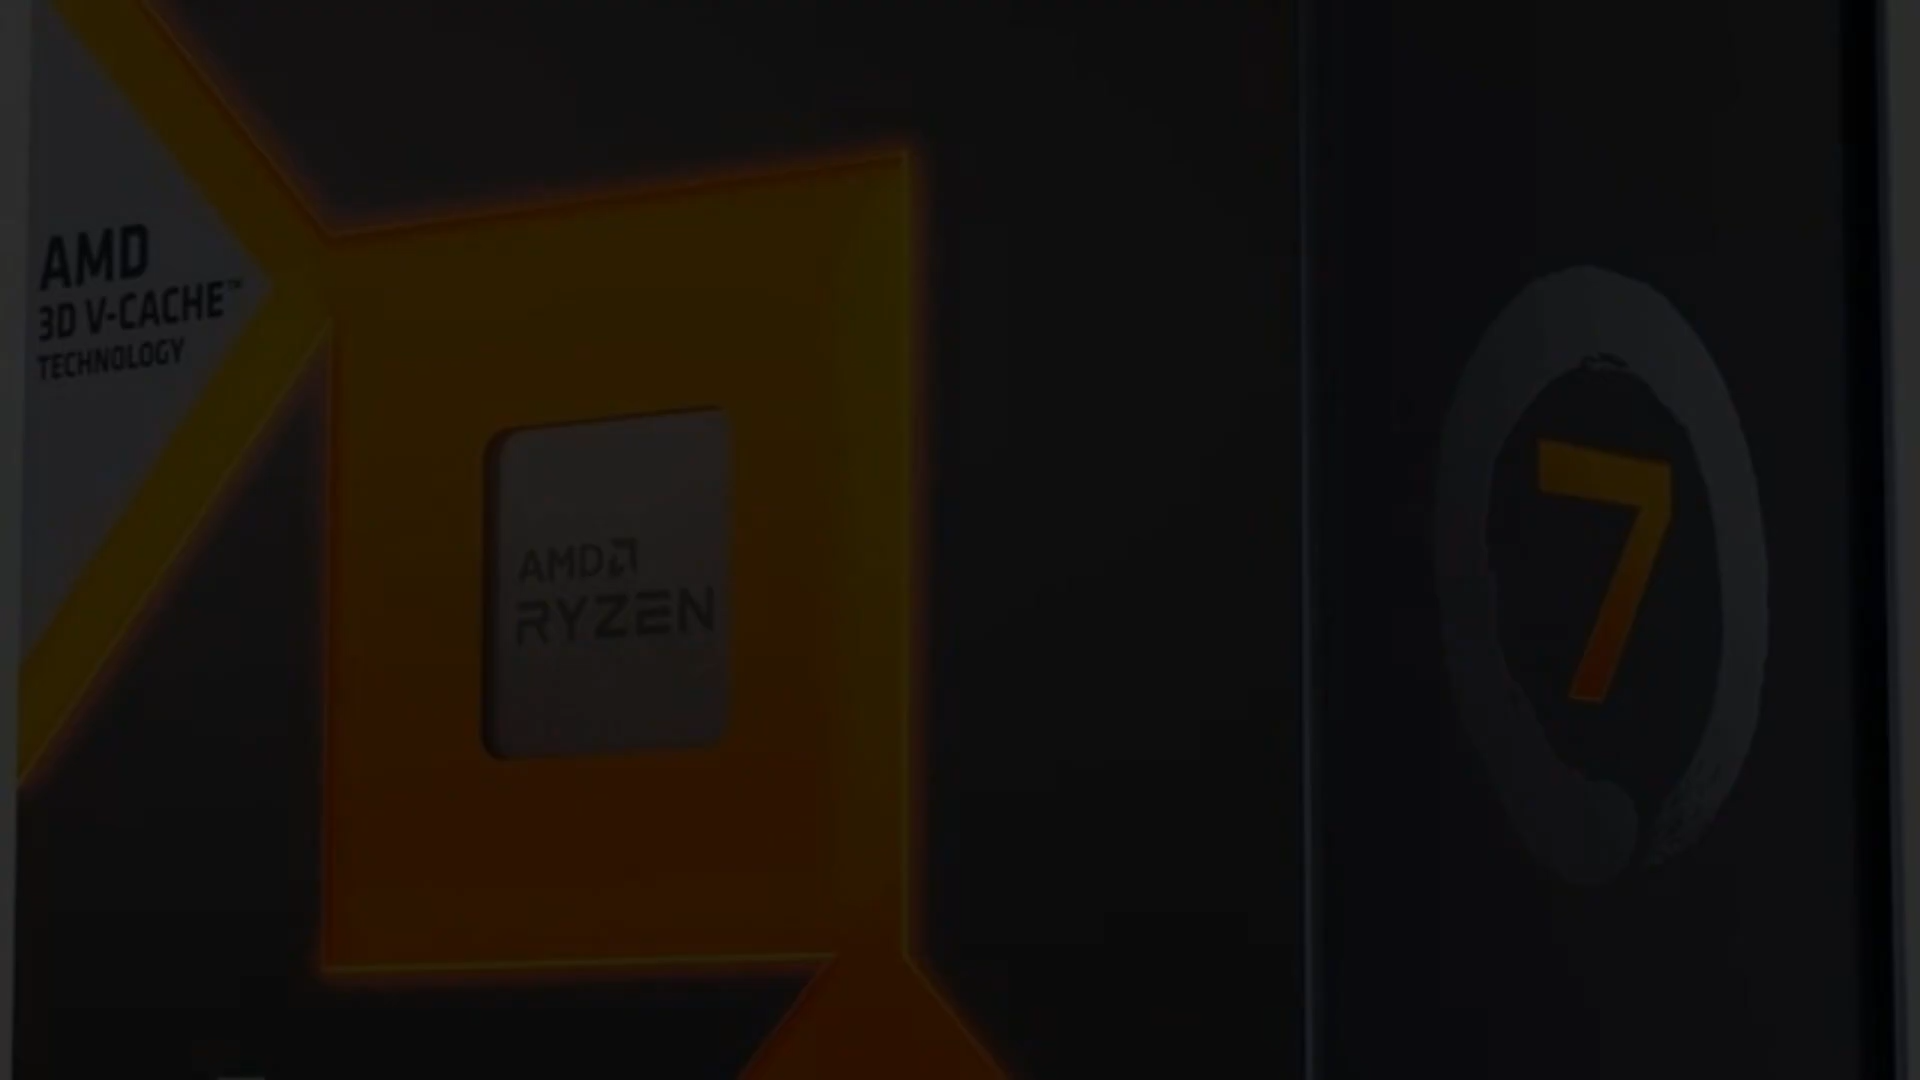 AMD
3D V-CACHE™
TECHNOLOGY
AMD
RYZEN
7